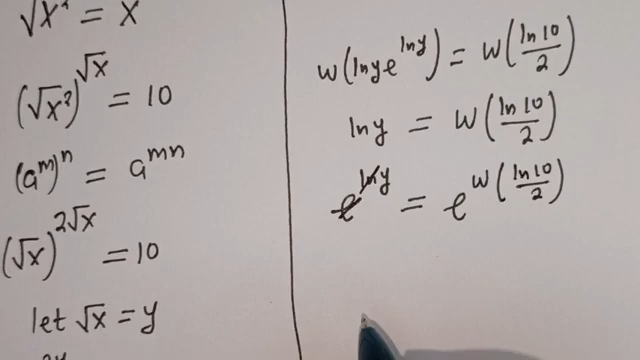 √x² = x
(√x²)^√x = 10
(a^m)^n = a^mn
(√x)^2√x = 10
let √x = y
W(lny e^lny) = W(ln10/2)
lny = W(ln10/2)
e^lny = e^W(ln10/2)